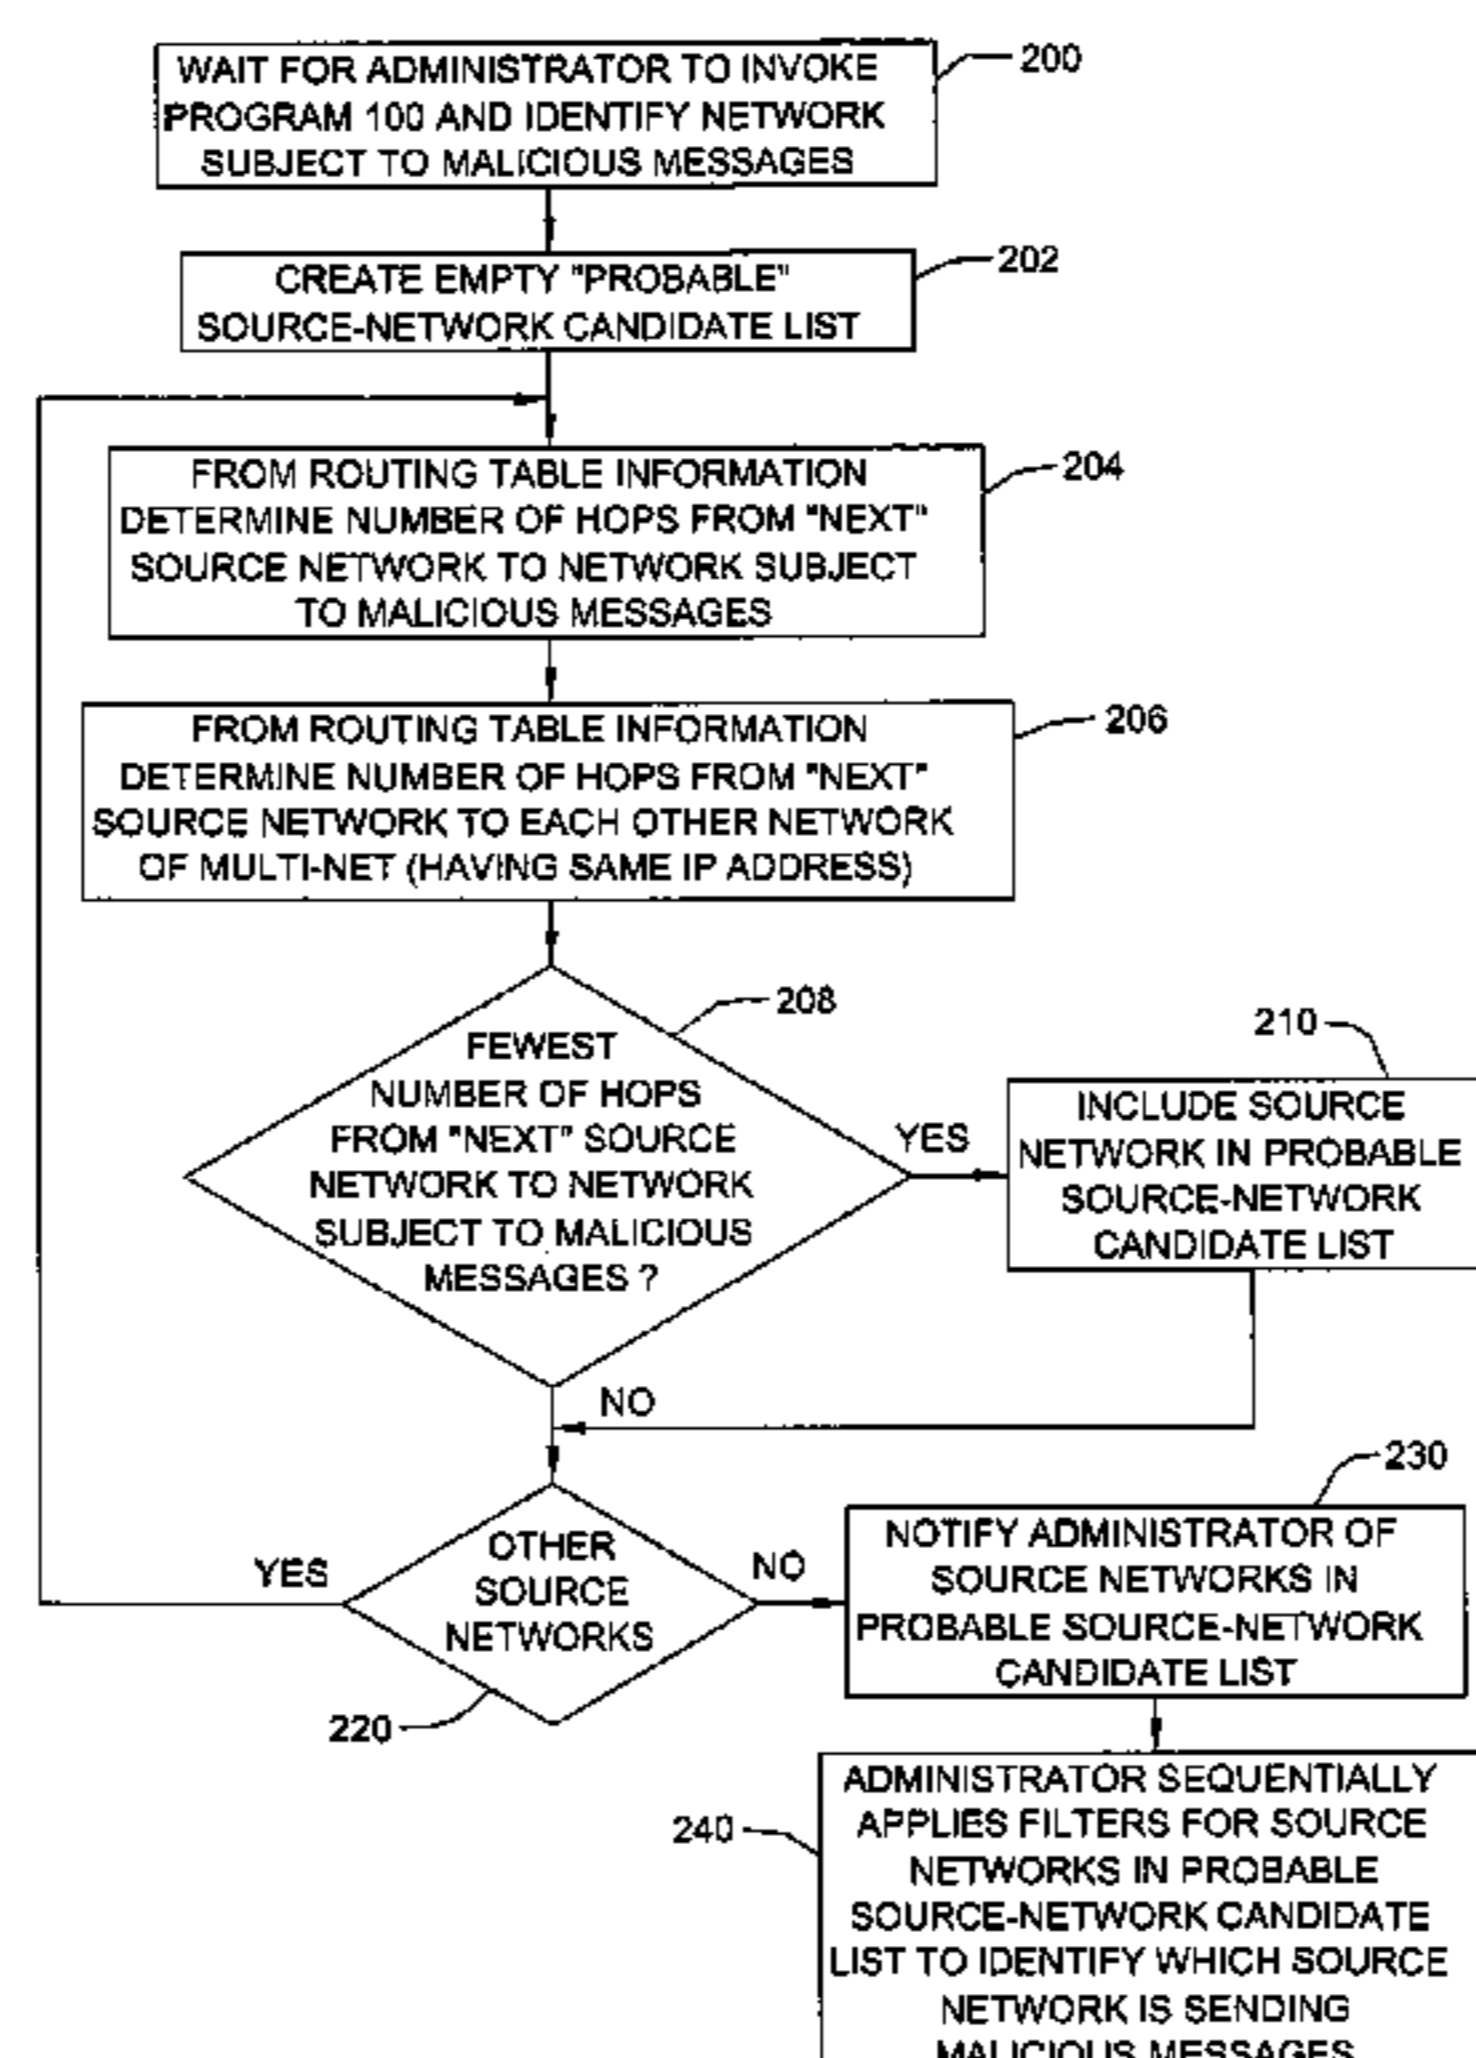 200
WAIT FOR ADMINISTRATOR TO INVOKE
PROGRAM 100 AND IDENTIFY NETWORK
SUBJECT TO MALICIOUS MESSAGES
202
CREATE EMPTY "PROBABLE"
SOURCE-NETWORK CANDIDATE LIST
204
FROM ROUTING TABLE INFORMATION
DETERMINE NUMBER OF HOPS FROM "NEXT"
SOURCE NETWORK TO NETWORK SUBJECT
TO MALICIOUS MESSAGES
206
FROM ROUTING TABLE INFORMATION
DETERMINE NUMBER OF HOPS FROM "NEXT"
SOURCE NETWORK TO EACH OTHER NETWORK
OF MULTI-NET (HAVING SAME IP ADDRESS)
208
FEWEST
NUMBER OF HOPS
FROM "NEXT" SOURCE
NETWORK TO NETWORK
SUBJECT TO MALICIOUS
MESSAGES ?
YES
210
INCLUDE SOURCE
NETWORK IN PROBABLE
SOURCE-NETWORK
CANDIDATE LIST
NO
220
OTHER
SOURCE
NETWORKS
YES
NO
230
NOTIFY ADMINISTRATOR OF
SOURCE NETWORKS IN
PROBABLE SOURCE-NETWORK
CANDIDATE LIST
240
ADMINISTRATOR SEQUENTIALLY
APPLIES FILTERS FOR SOURCE
NETWORKS IN PROBABLE
SOURCE-NETWORK CANDIDATE
LIST TO IDENTIFY WHICH SOURCE
NETWORK IS SENDING
MALICIOUS MESSAGES